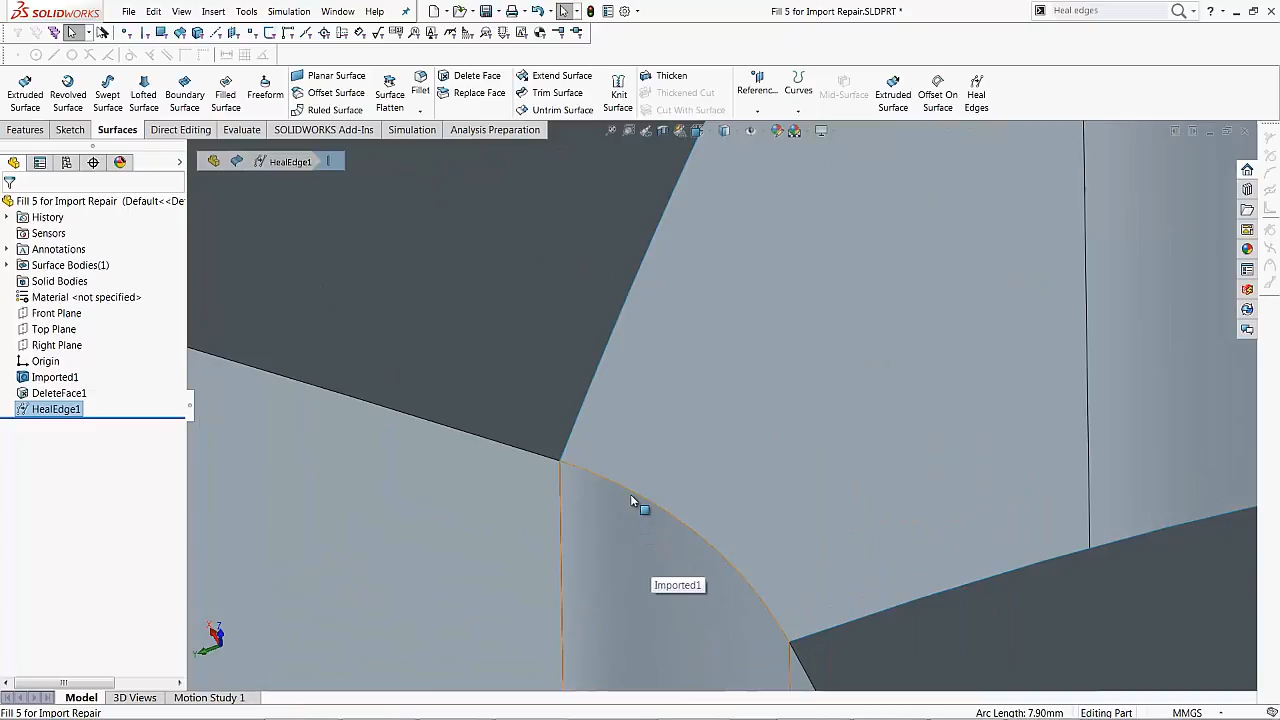 SOLIDWORKS File Edit View Insert Tools Simulation Window Help Fill 5 for Import Repair.SLDPRT * Heal edges
Extruded Surface
Revolved Surface
Swept Surface
Lofted Surface
Boundary Surface
Filled Surface
Freeform
Planar Surface
Offset Surface
Ruled Surface
Surface Flatten
Fillet
Delete Face
Replace Face
Extend Surface
Trim Surface
Untrim Surface
Knit Surface
Thicken
Thickened Cut
Cut With Surface
Referenc...
Curves
Mid-Surface
Extruded Surface
Offset On Surface
Heal Edges
Features Sketch Surfaces Direct Editing Evaluate SOLIDWORKS Add-Ins Simulation Analysis Preparation
HealEdge1
Fill 5 for Import Repair (Default<<De
History
Sensors
Annotations
Surface Bodies(1)
Solid Bodies
Material <not specified>
Front Plane
Top Plane
Right Plane
Origin
Imported1
DeleteFace1
HealEdge1
Imported1
X Z
Y
Model 3D Views Motion Study 1
Fill 5 for Import Repair Arc Length: 7.90mm Editing Part MMGS